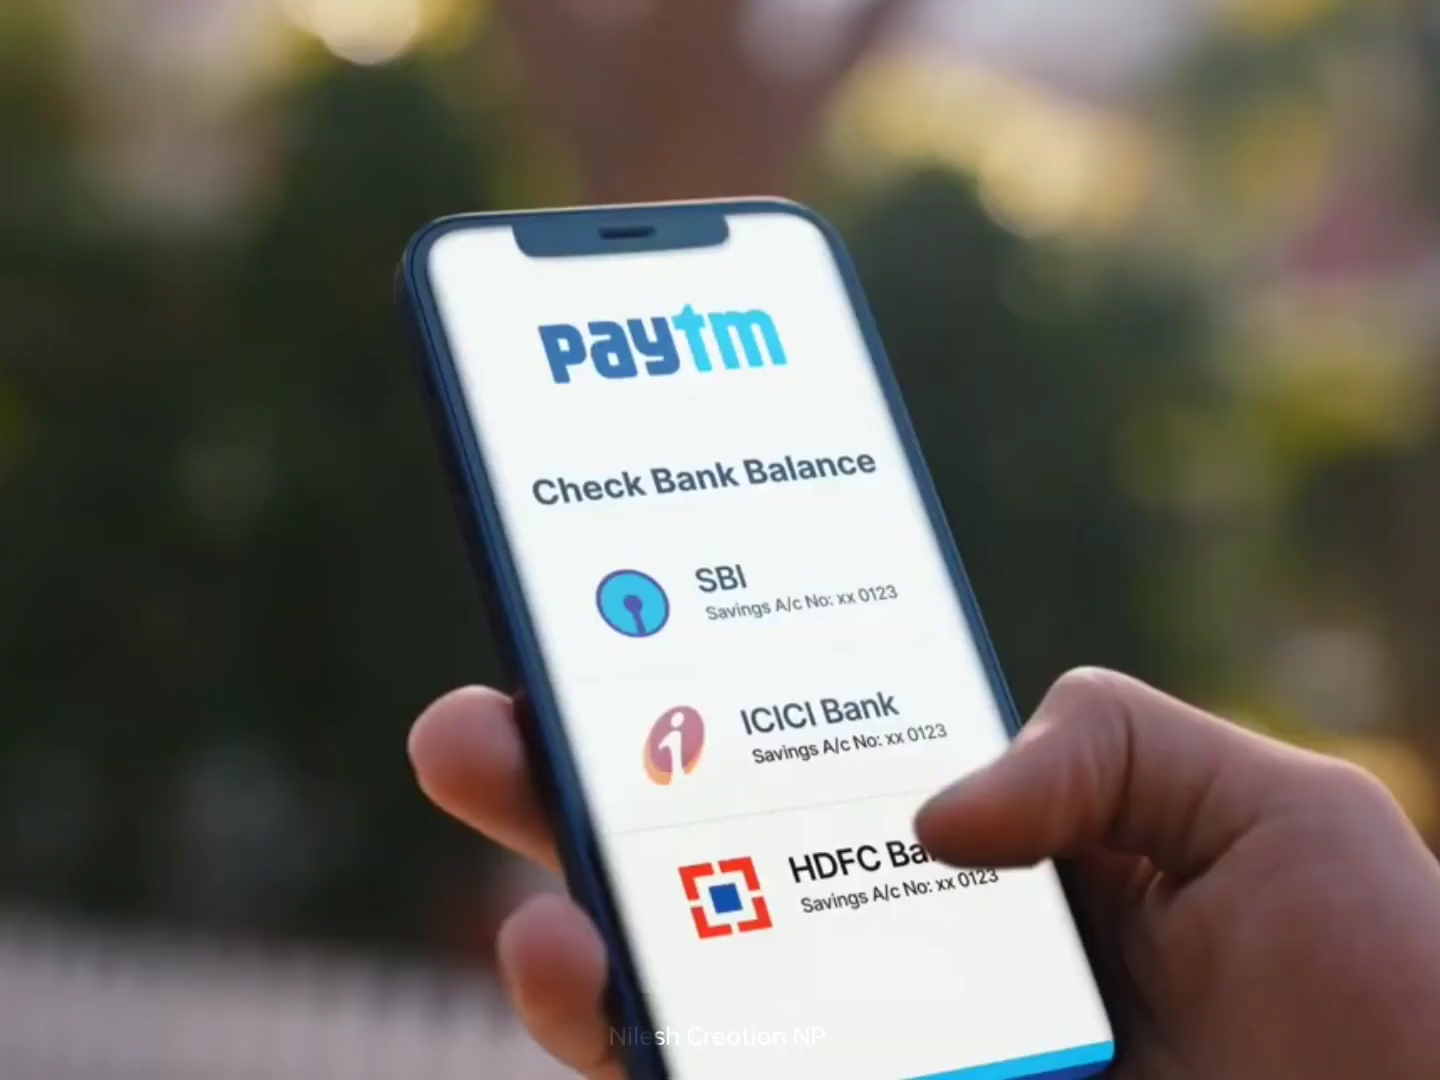 paytm
Check Bank Balance
SBI
Savings A/c No: xx 0123
ICICI Bank
Savings A/c No: xx 0123
HDFC Ba
Savings A/c No: xx 0123
Nilesh Creation NP